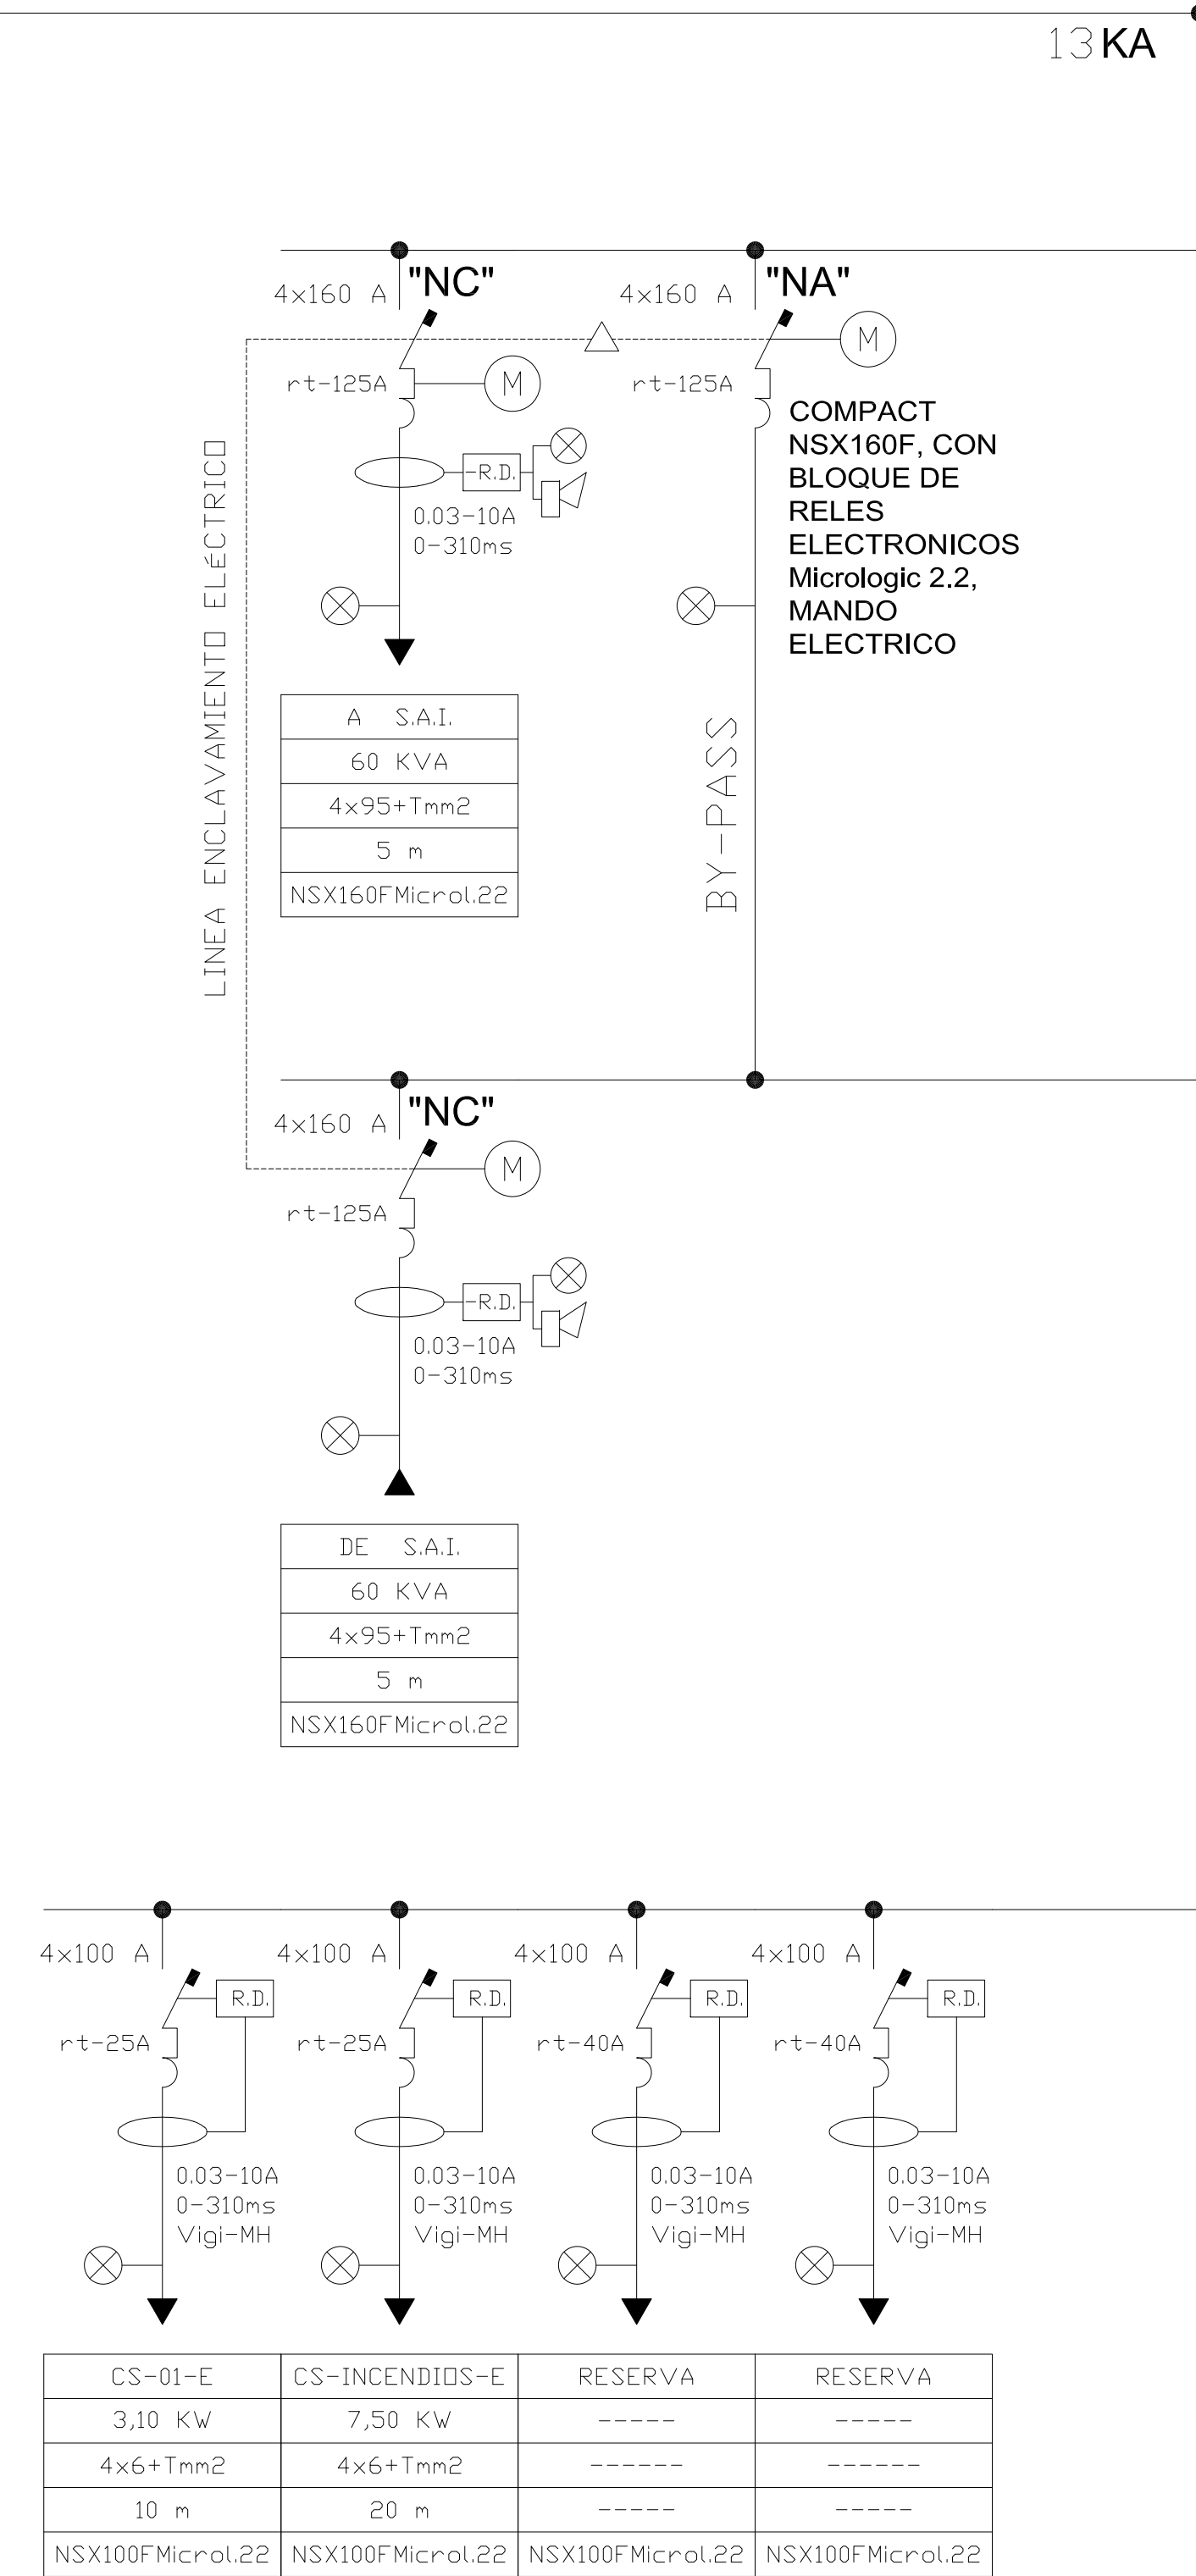 13 KA
"NC"
4x160 A
"NA"
4x160 A
M
rt-125A
M
rt-125A
COMPACT
NSX160F, CON
BLOQUE DE
RELES
ELECTRONICOS
Micrologic 2.2,
MANDO
ELECTRICO
-R.D.
0.03-10A
0-310ms
LINEA ENCLAVAMIENTO ELÉCTRICO
A S.A.I.
60 KVA
4x95+Tmm2
5 m
NSX160FMicrol.22
BY-PASS
"NC"
4x160 A
M
rt-125A
-R.D.
0.03-10A
0-310ms
DE S.A.I.
60 KVA
4x95+Tmm2
5 m
NSX160FMicrol.22
4x100 A
4x100 A
4x100 A
4x100 A
R.D.
R.D.
R.D.
R.D.
rt-25A
rt-25A
rt-40A
rt-40A
0.03-10A
0-310ms
Vigi-MH
0.03-10A
0-310ms
Vigi-MH
0.03-10A
0-310ms
Vigi-MH
0.03-10A
0-310ms
Vigi-MH
CS-01-E CS-INCENDIOS-E RESERVA RESERVA
3,10 KW 7,50 KW ----- -----
4x6+Tmm2 4x6+Tmm2 ------ ------
10 m 20 m ----- -----
NSX100FMicrol.22 NSX100FMicrol.22 NSX100FMicrol.22 NSX100FMicrol.22